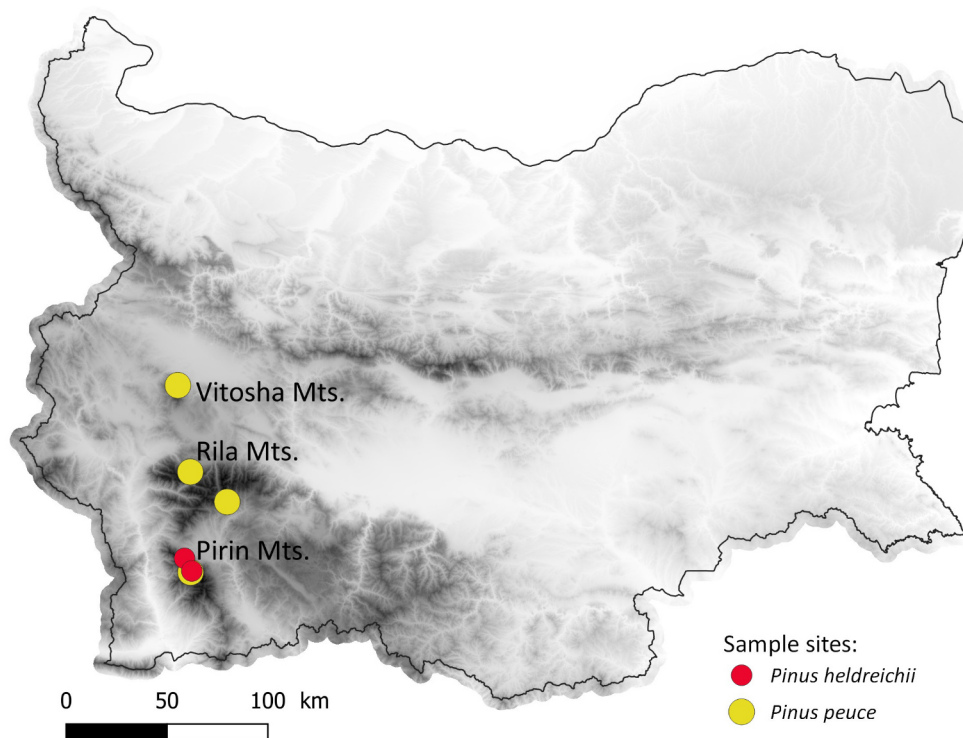 Vitosha Mts.
Rila Mts.
Pirin Mts.
Sample sites:
Pinus heldreichii
Pinus peuce
0 50 100 km